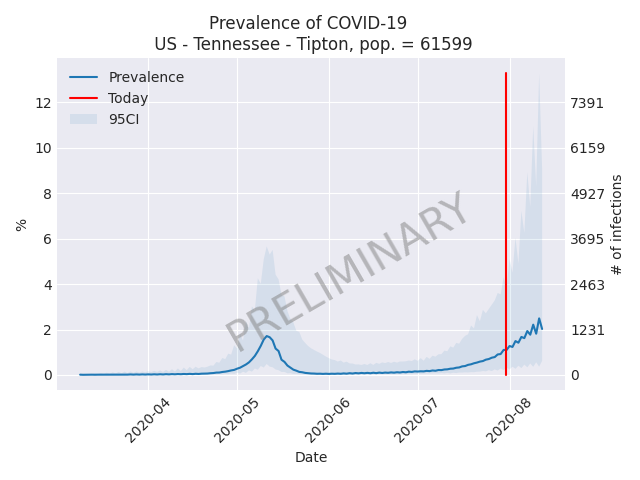 Prevalence of COVID-19
US - Tennessee - Tipton, pop. = 61599
Prevalence
Today
95CI
12
10
8
6
4
2
0
%
7391
6159
4927
3695
2463
1231
0
# of infections
PRELIMINARY
2020-04
2020-05
2020-06
2020-07
2020-08
Date